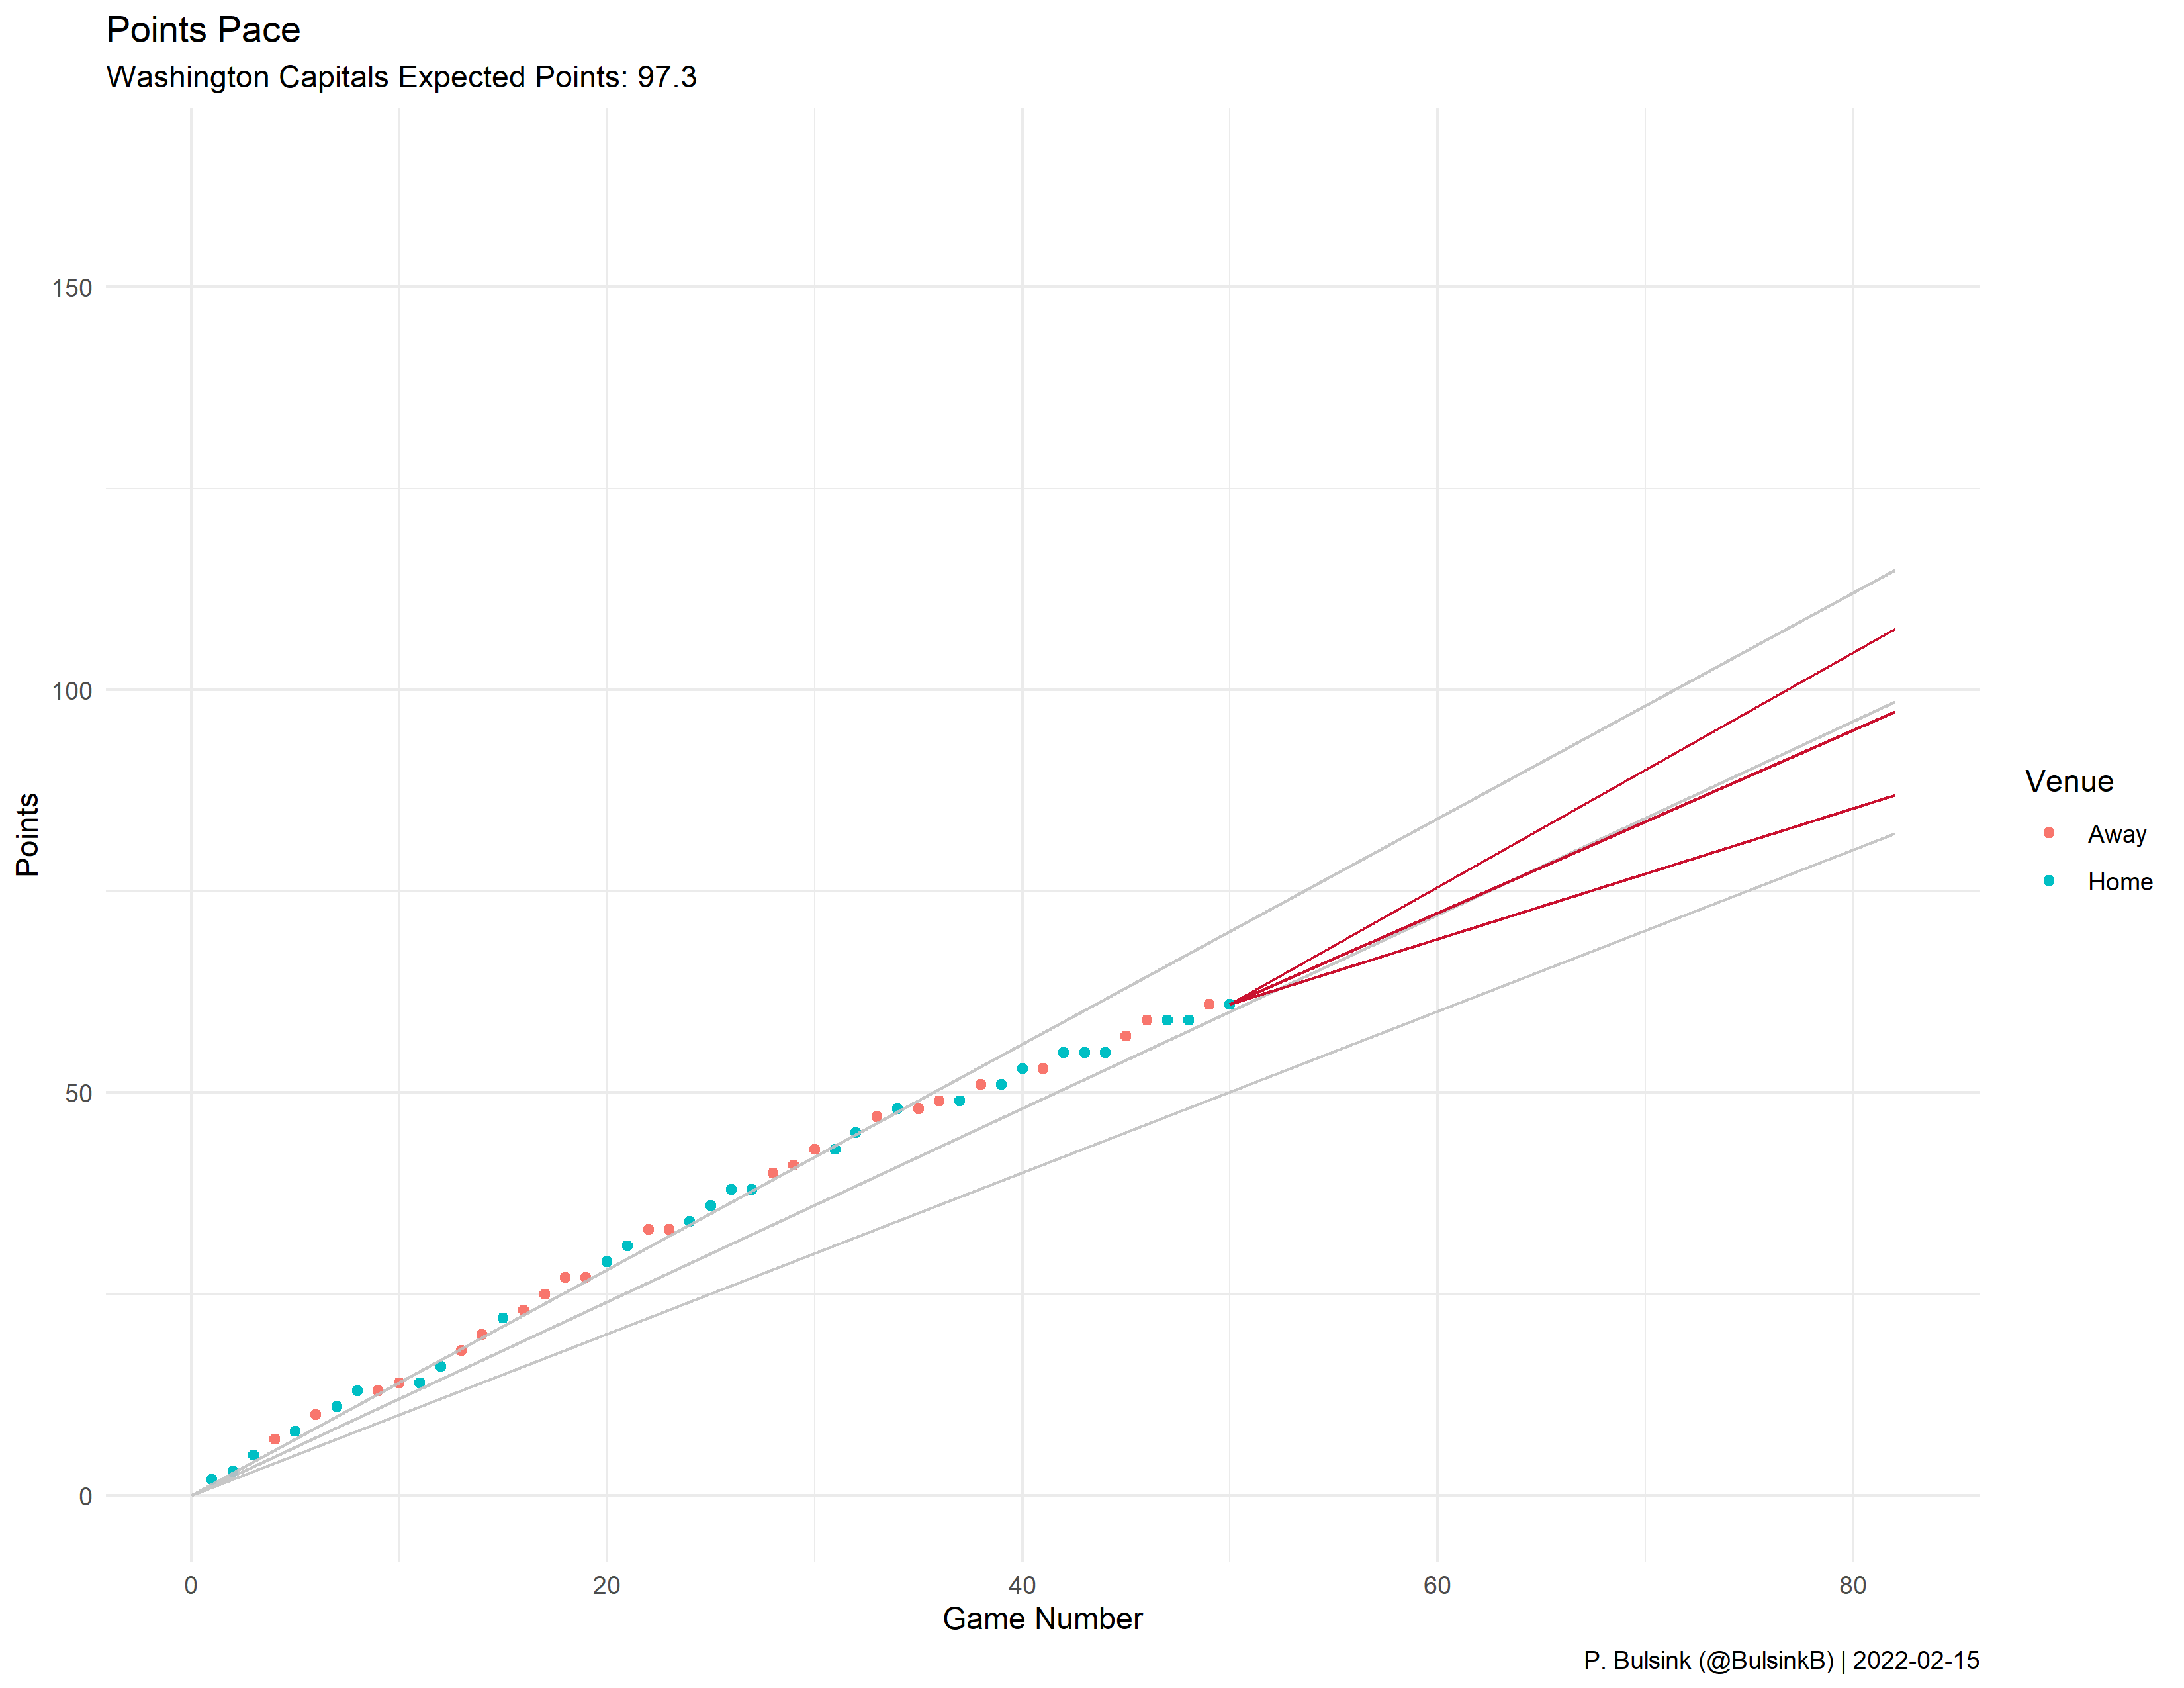 Points Pace
Washington Capitals Expected Points: 97.3
150
100
50
0
Points
0 20 40 60 80
Game Number
Venue
Away
Home
P. Bulsink (@BulsinkB) | 2022-02-15